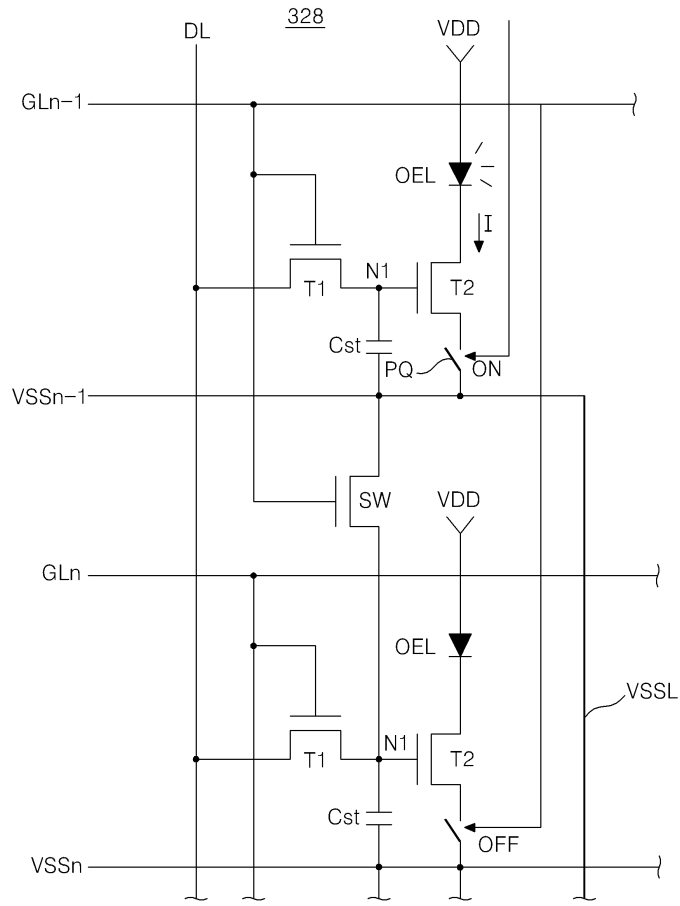 328
DL
VDD
GLn-1
OEL
I
N1
T1
T2
Cst
PQ
ON
VSSn-1
SW
VDD
GLn
OEL
VSSL
N1
T1
T2
Cst
OFF
VSSn